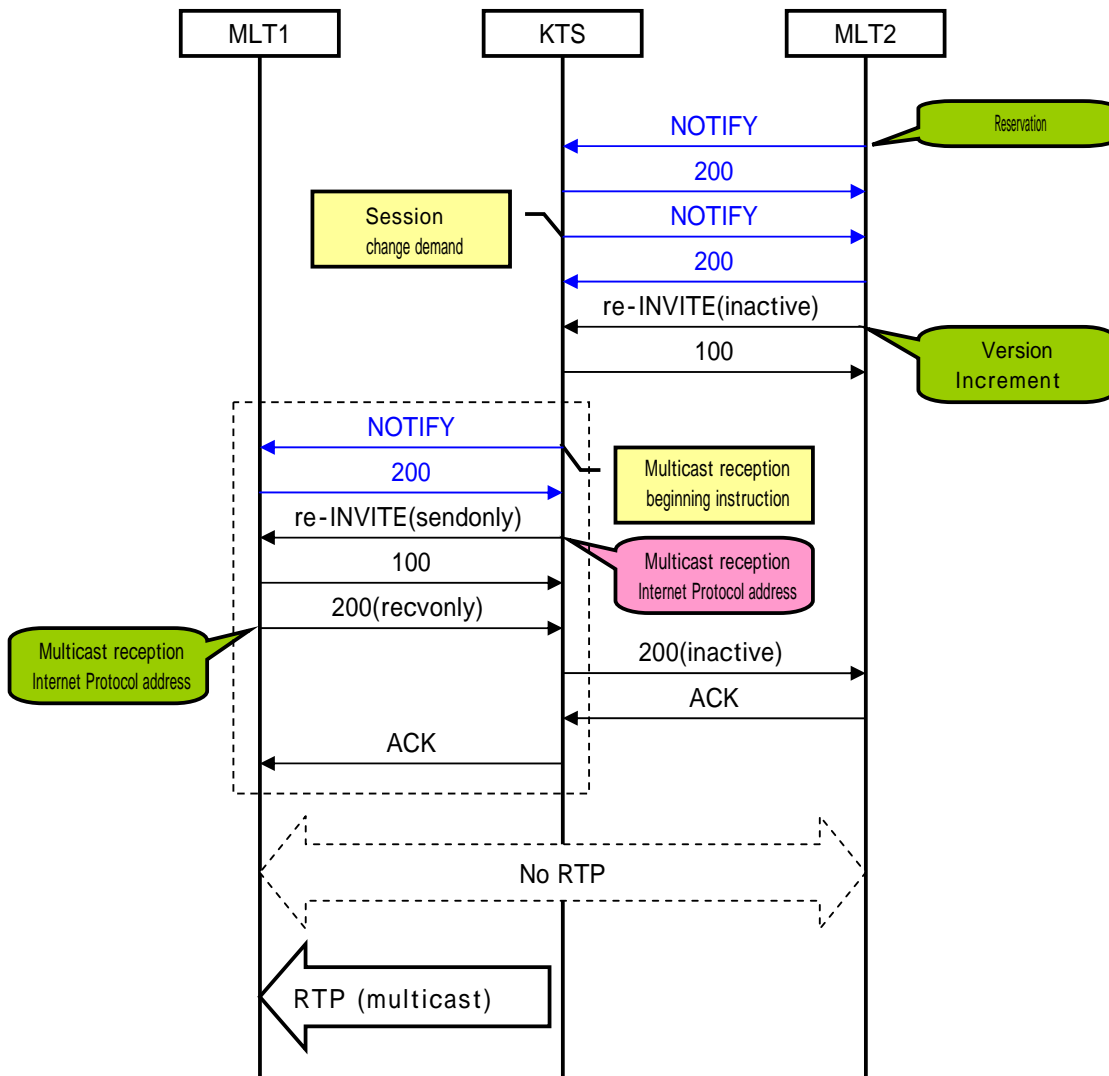 MLT1
KTS
MLT2
NOTIFY
Reservation
200
Session
change demand
NOTIFY
200
re-INVITE(inactive)
100
Version
Increment
NOTIFY
200
Multicast reception
beginning instruction
re-INVITE(sendonly)
100
Multicast reception
Internet Protocol address
200(recvonly)
Multicast reception
Internet Protocol address
200(inactive)
ACK
ACK
No RTP
RTP (multicast)